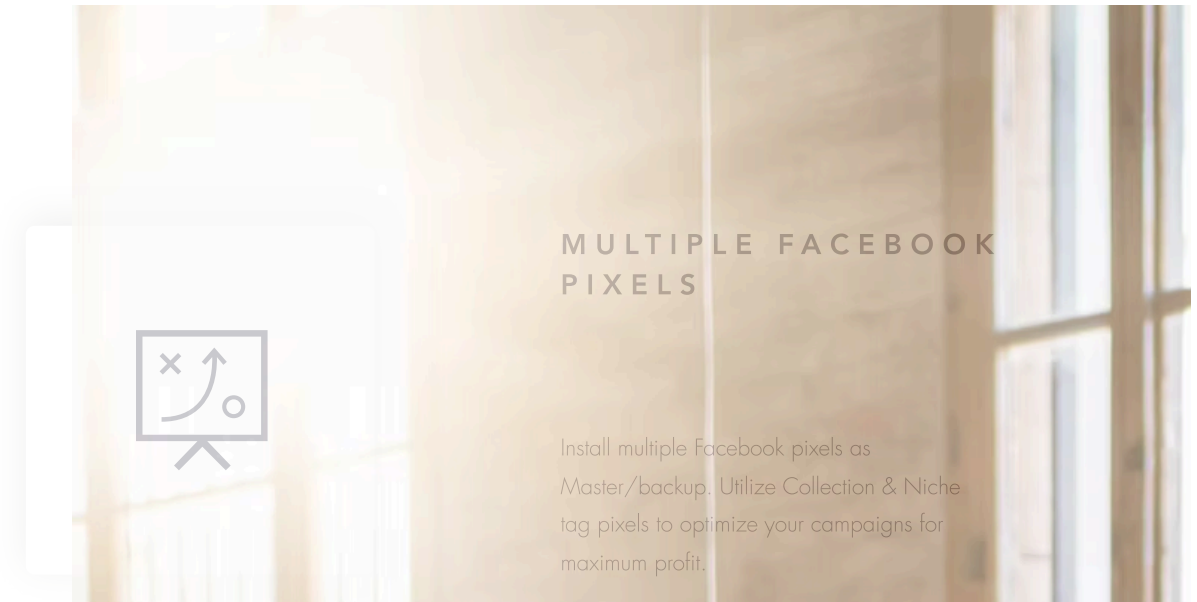 MULTIPLE FACEBOOK
PIXELS
Install multiple Facebook pixels as
Master/backup. Utilize Collection & Niche
tag pixels to optimize your campaigns for
maximum profit.